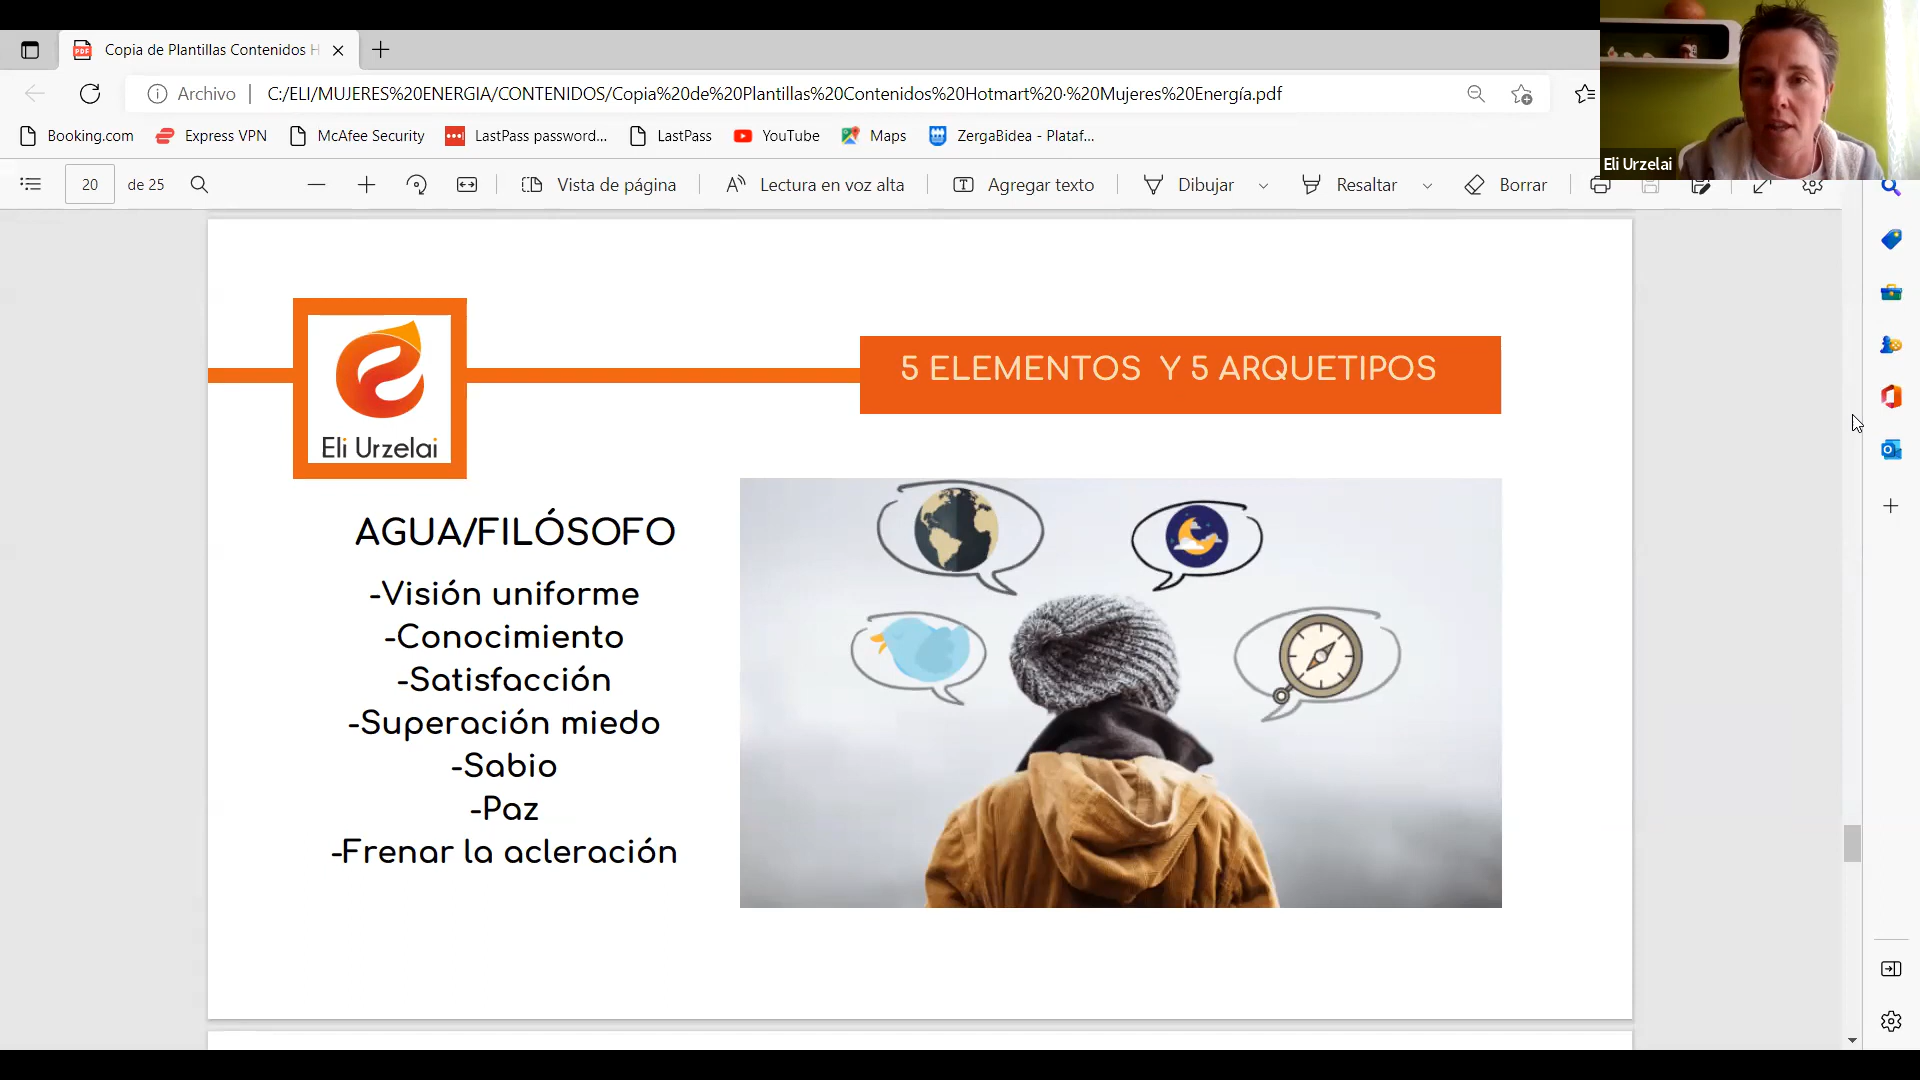 Copia de Plantillas Contenidos H
Archivo
C:/ELI/MUJERES%20ENERGIA/CONTENIDOS/Copia%20de%20Plantillas%20Contenidos%20Hotmart%20·%20Mujeres%20Energía.pdf
Booking.com
Express VPN
McAfee Security
LastPass password...
LastPass
YouTube
Maps
ZergaBidea - Plataf...
Eli Urzelai
20 de 25
Vista de página
Lectura en voz alta
Agregar texto
Dibujar
Resaltar
Borrar
5 ELEMENTOS Y 5 ARQUETIPOS
Eli Urzelai
AGUA/FILÓSOFO
-Visión uniforme
-Conocimiento
-Satisfacción
-Superación miedo
-Sabio
-Paz
-Frenar la acleración